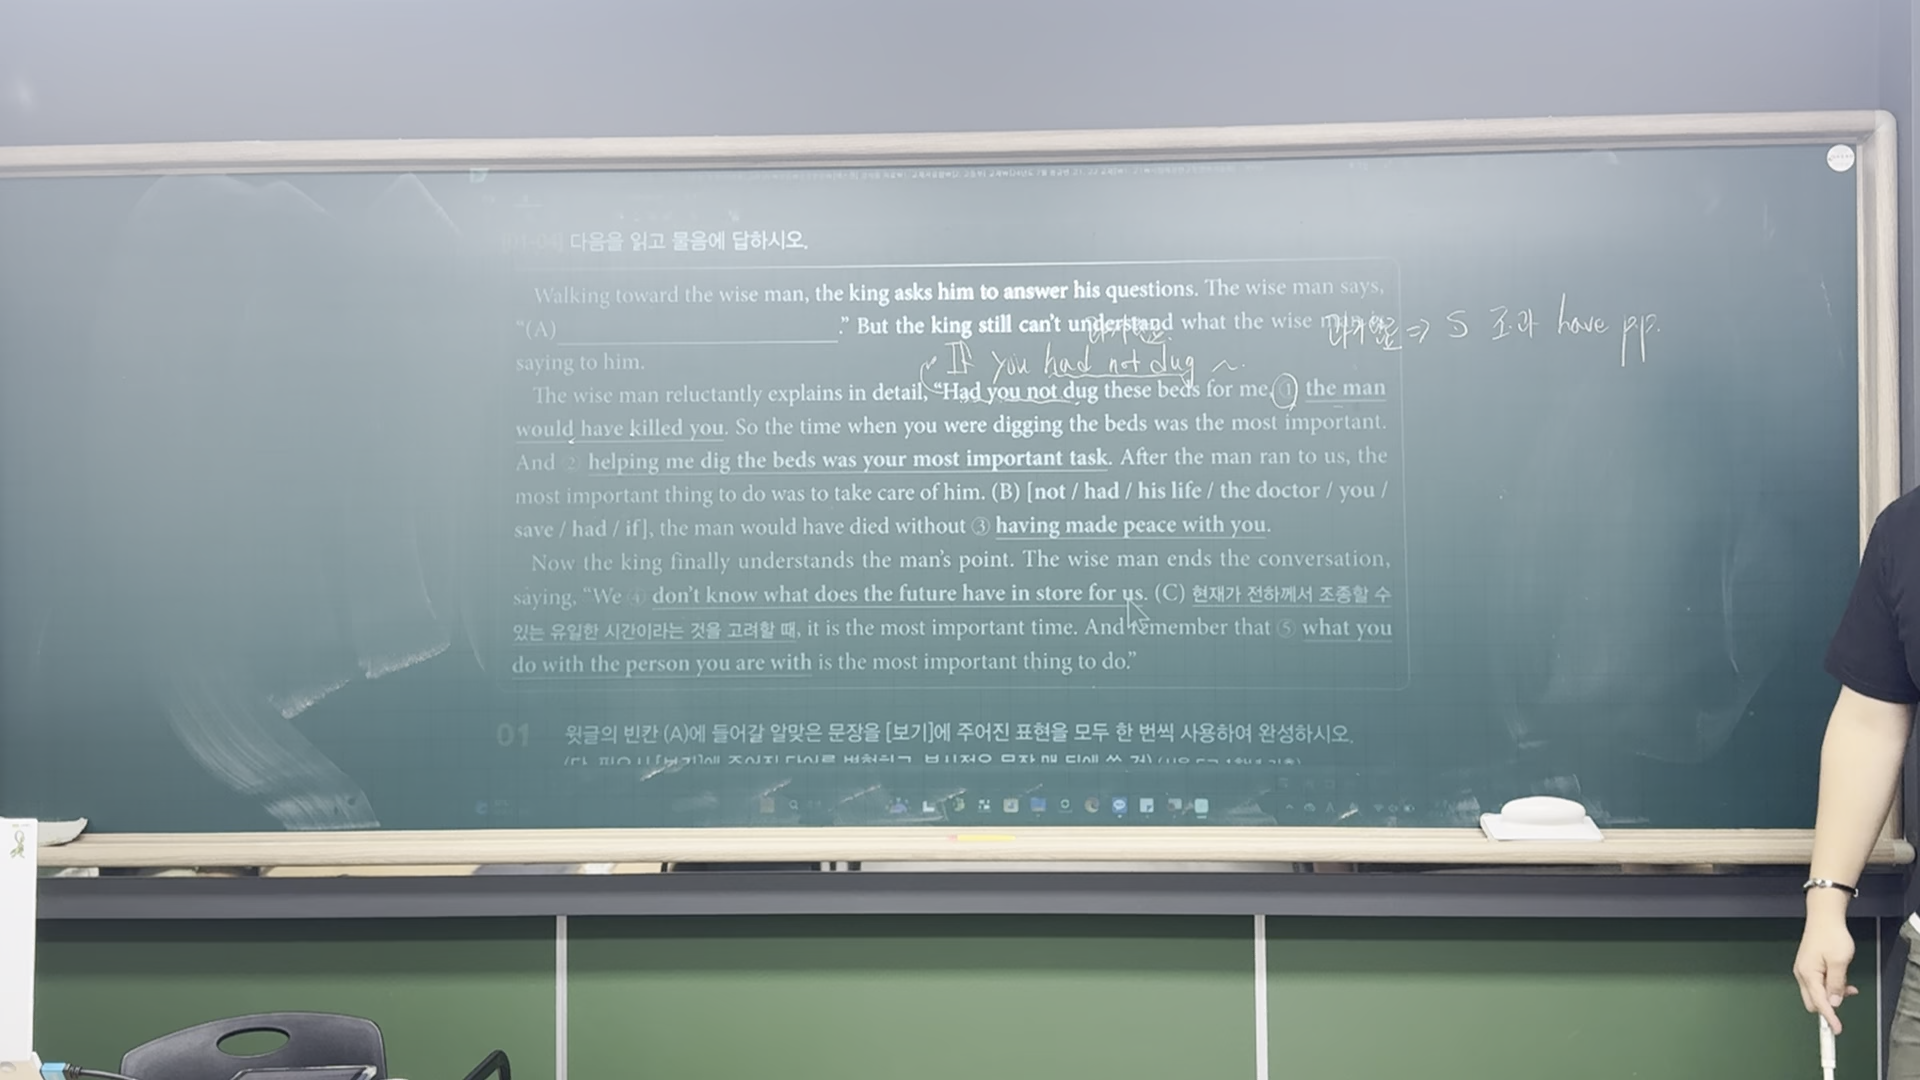 [01-04] 다음을 읽고 물음에 답하시오.
Walking toward the wise man, the king asks him to answer his questions. The wise man says,
"(A)____________________." But the king still can't understand what the wise
과거완료 => S 조과 have p.p.
saying to him.
If you had not dug ~
The wise man reluctantly explains in detail, "Had you not dug these beds for me, ① the man
would have killed you. So the time when you were digging the beds was the most important.
And ② helping me dig the beds was your most important task. After the man ran to us, the
most important thing to do was to take care of him. (B) [not / had / his life / the doctor / you /
save / had / if], the man would have died without ③ having made peace with you.
Now the king finally understands the man's point. The wise man ends the conversation,
saying, "We ④ don't know what does the future have in store for us. (C) 현재가 전하께서 조종할 수
있는 유일한 시간이라는 것을 고려할 때, it is the most important time. And remember that ⑤ what you
do with the person you are with is the most important thing to do."
01 윗글의 빈칸 (A)에 들어갈 알맞은 문장을 [보기]에 주어진 표현을 모두 한 번씩 사용하여 완성하시오.